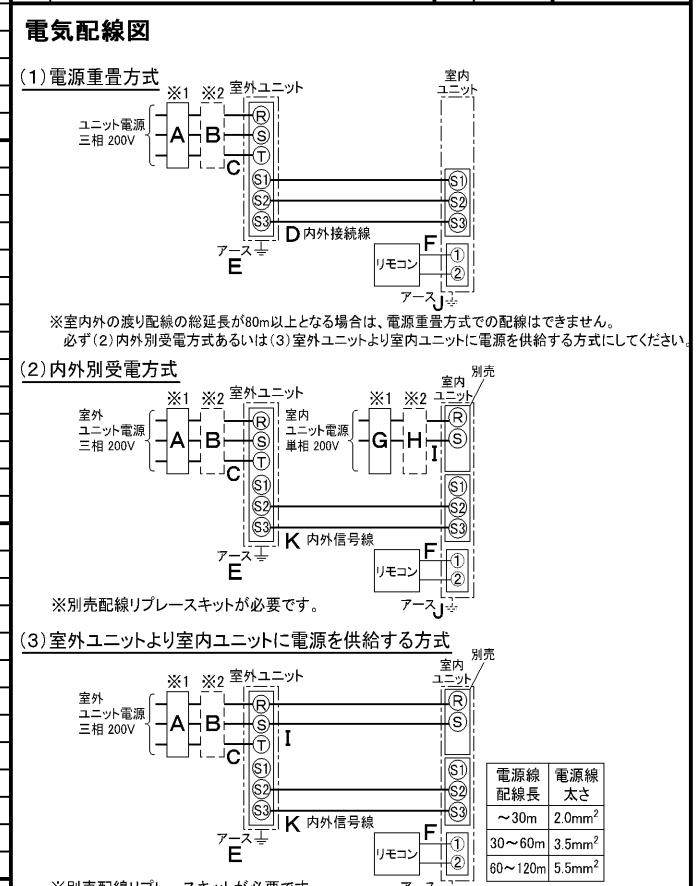 電気配線図
(1)電源重畳方式
※1 ※2 室外ユニット
室内
ユニット
ユニット電源
三相 200V
A B
R
S
T
C
S1 S1
S2 S2
S3 S3
D 内外接続線
アース
E
F
リモコン
1
2
アース J
※室内外の渡り配線の総延長が80m以上となる場合は、電源重畳方式での配線はできません。
必ず(2)内外別受電方式あるいは(3)室外ユニットより室内ユニットに電源を供給する方式にしてください。
(2)内外別受電方式
※1 ※2 室外ユニット
室外
ユニット電源
三相 200V
A B
R
S
T
C
室内
ユニット電源
単相 200V
※1 ※2
G H
I
室内
ユニット
別売
R
S
S1 S1
S2 S2
S3 S3
K 内外信号線
アース
E
F
リモコン
1
2
アース J
※別売配線リプレースキットが必要です。
(3)室外ユニットより室内ユニットに電源を供給する方式
※1 ※2 室外ユニット
室内
ユニット
別売
室外
ユニット電源
三相 200V
A B
R R
S S
T
C
I
S1 S1
S2 S2
S3 S3
K 内外信号線
アース
E
F
リモコン
1
2
電源線配線長 電源線太さ
~30m 2.0mm²
30~60m 3.5mm²
60~120m 5.5mm²